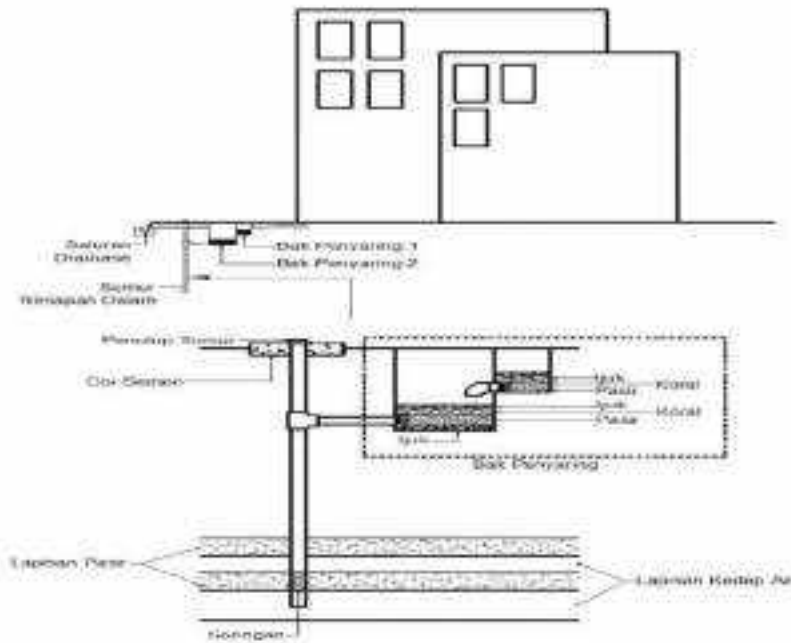 Saluran
Drainase
Bak Penyaring 1
Bak Penyaring 2
Sumur
Resapan Dalam
Penutup Sumur
Cor Semen
Ijuk
Pasir
Koral
Ijuk
Pasir
Koral
Ijuk
Bak Penyaring
Lapisan Pasir
Lapisan Kedap Air
Saringan